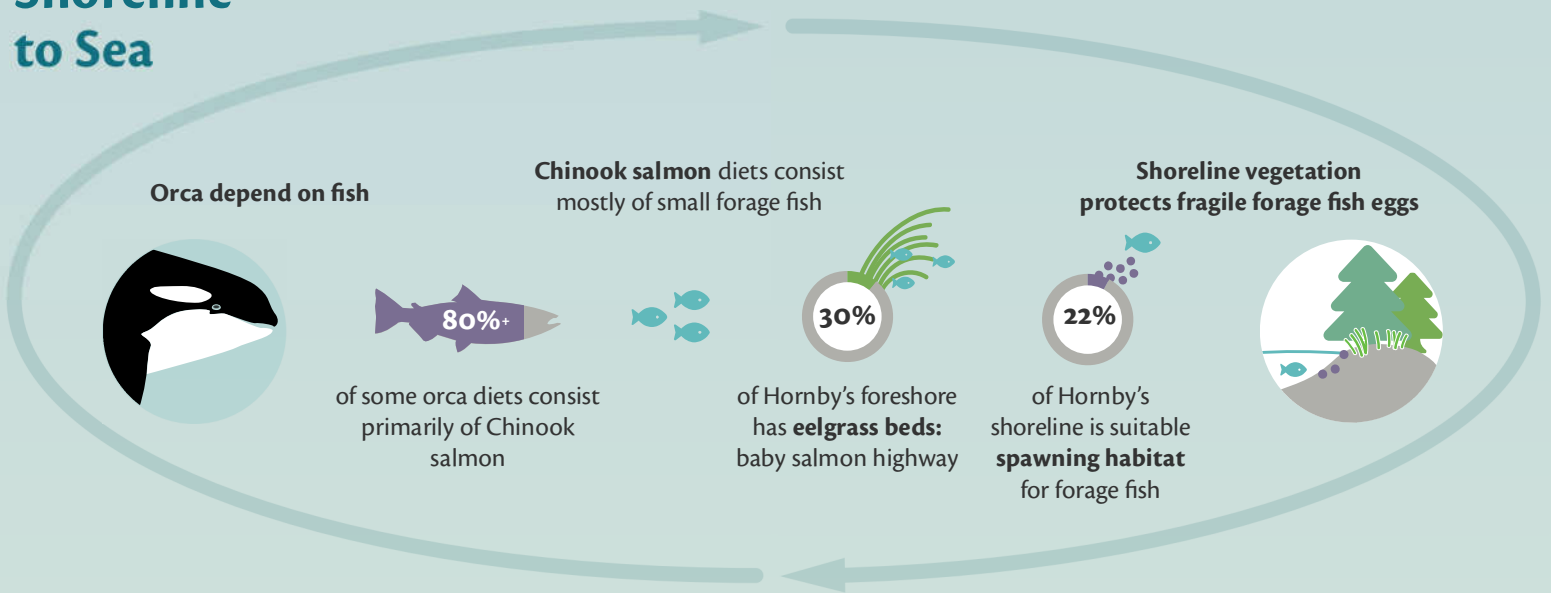 Shoreline
to Sea
Orca depend on fish
80%+
of some orca diets consist
primarily of Chinook
salmon
Chinook salmon diets consist
mostly of small forage fish
30%
of Hornby’s foreshore
has eelgrass beds:
baby salmon highway
22%
of Hornby’s
shoreline is suitable
spawning habitat
for forage fish
Shoreline vegetation
protects fragile forage fish eggs